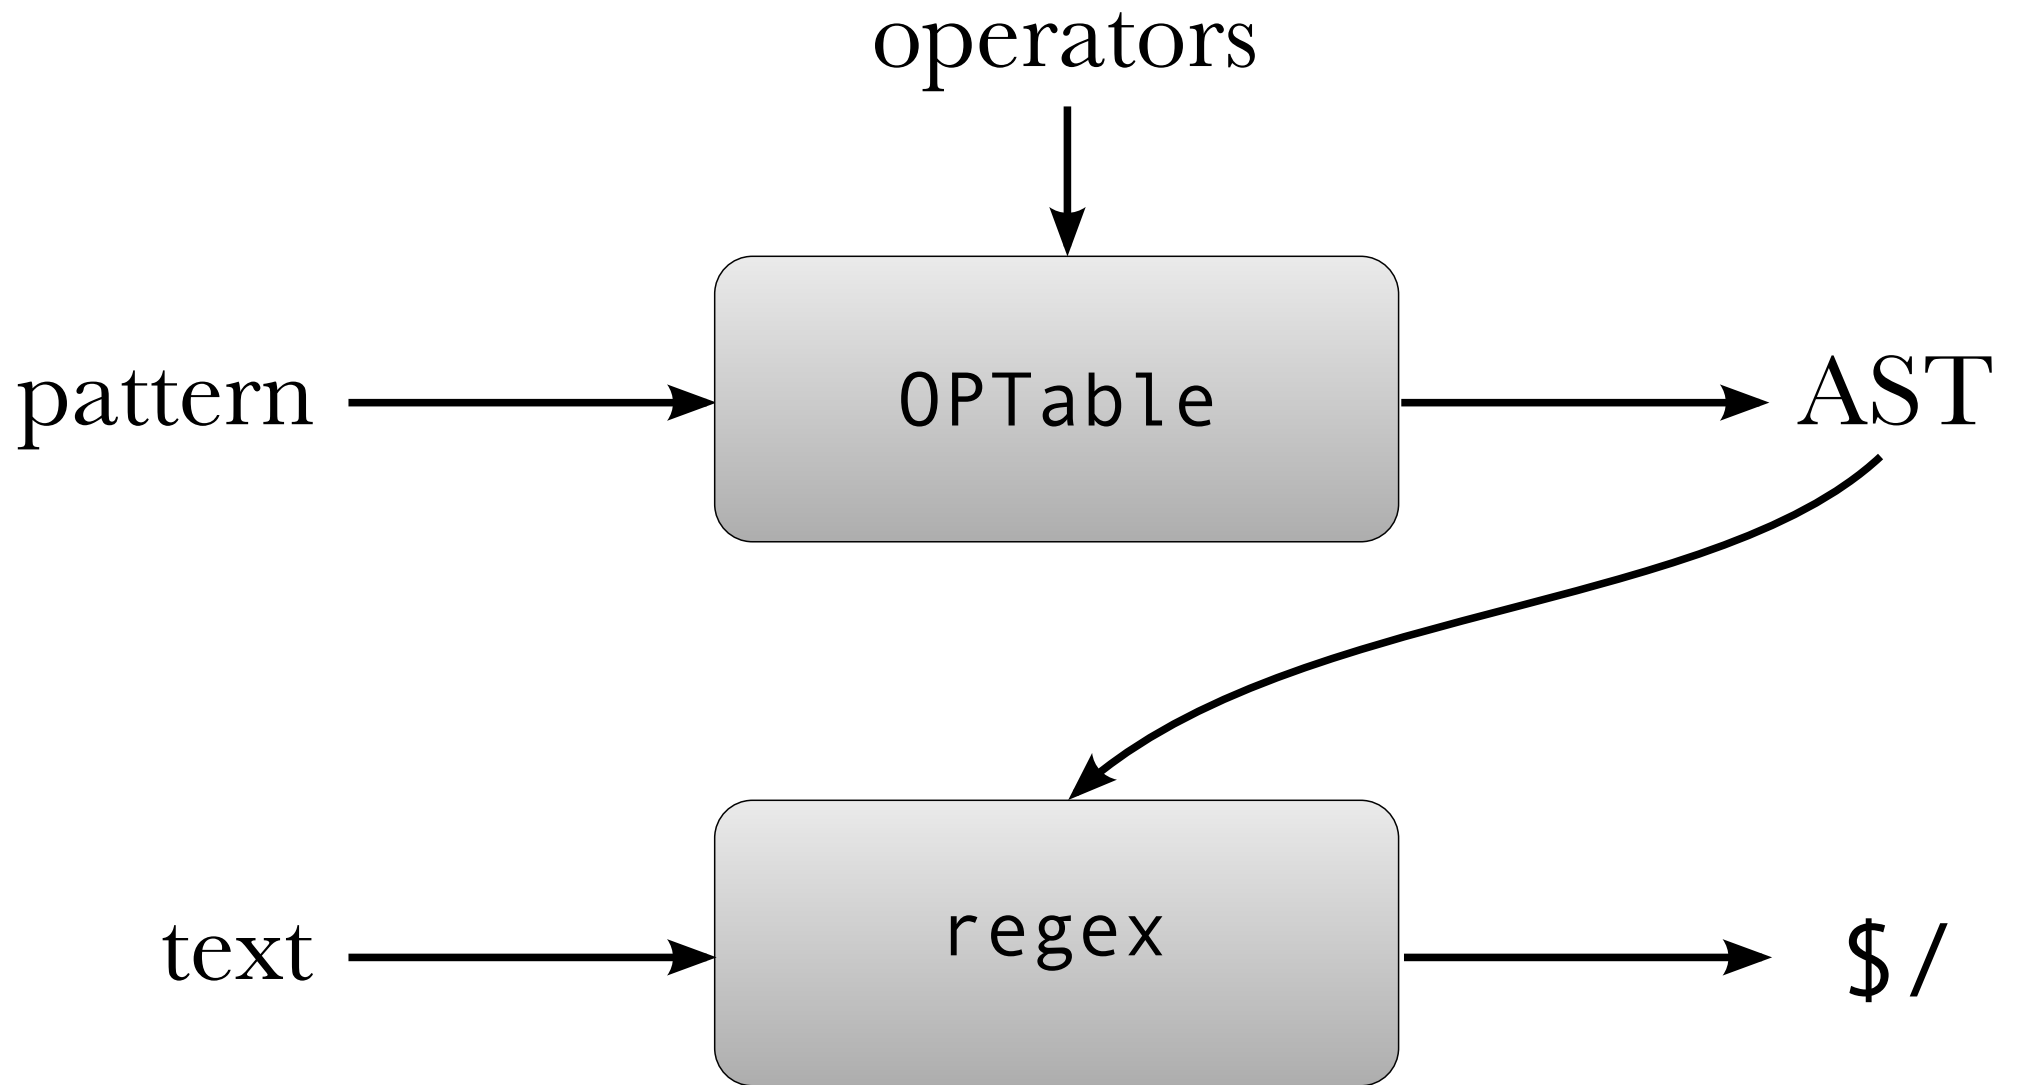 operators
pattern
OPTable
AST
text
regex
$/